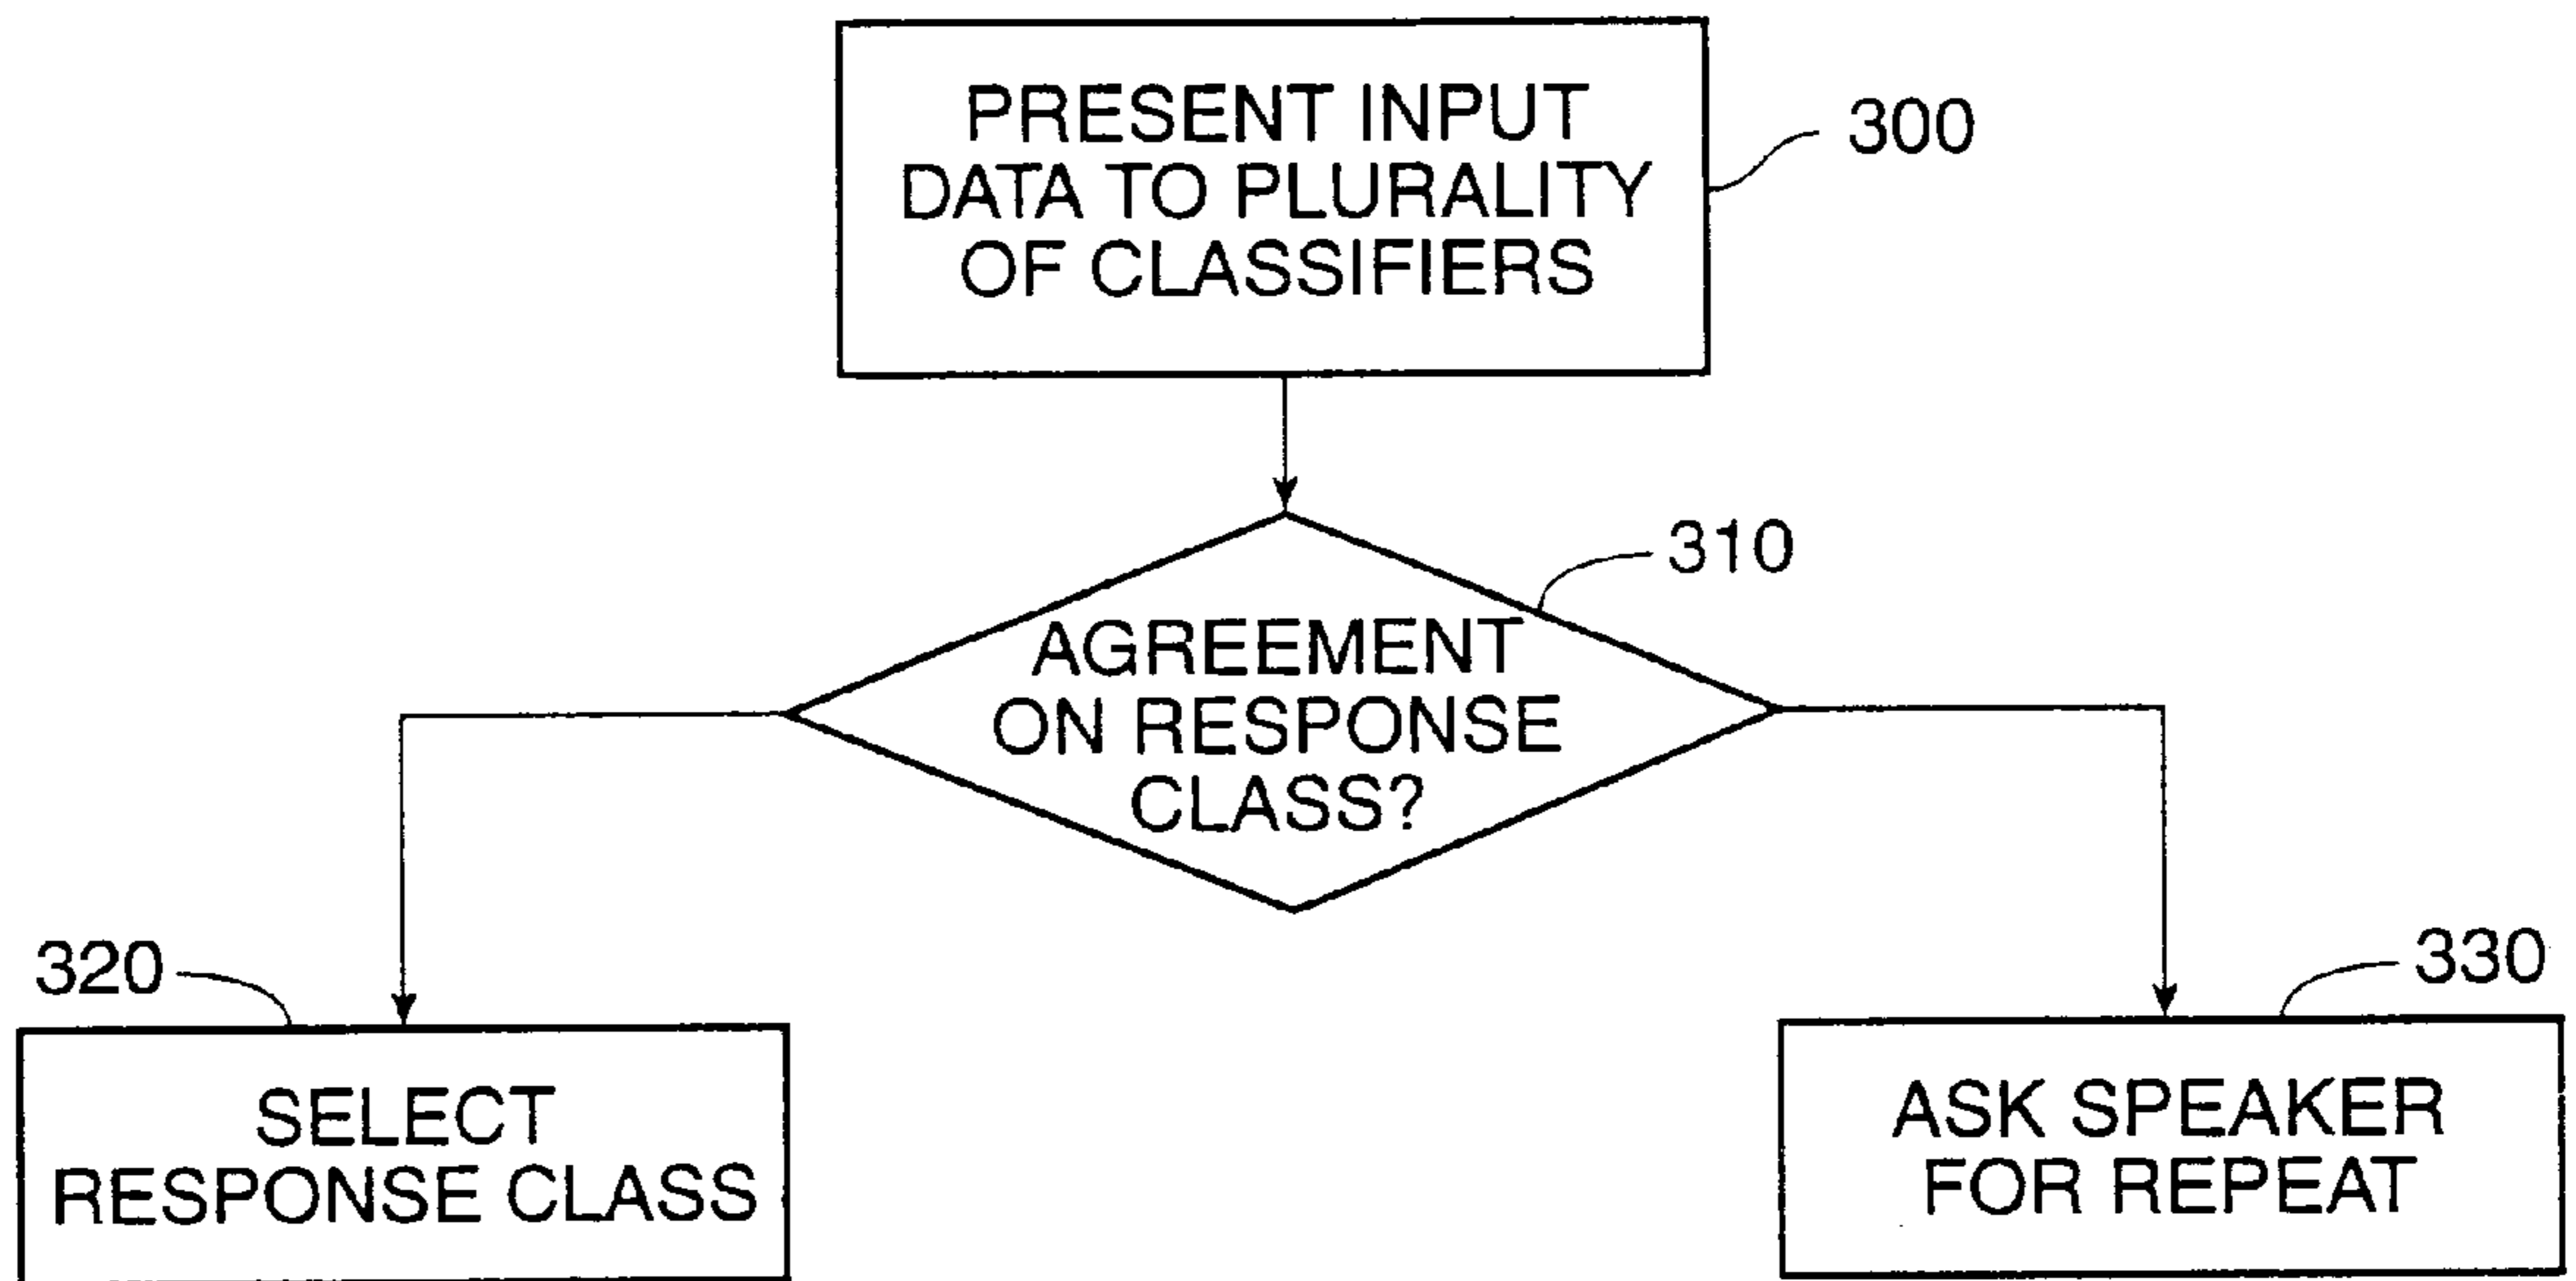 PRESENT INPUT
DATA TO PLURALITY
OF CLASSIFIERS
300
310
AGREEMENT
ON RESPONSE
CLASS?
320
SELECT
RESPONSE CLASS
330
ASK SPEAKER
FOR REPEAT